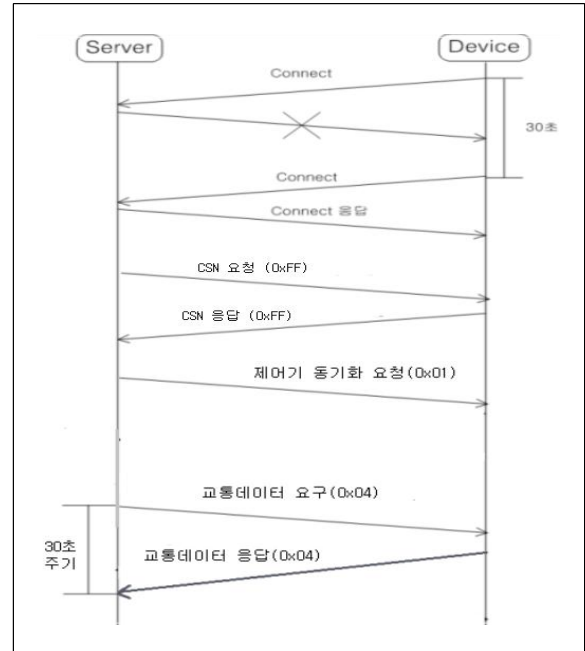 Server
Device
Connect
30초
Connect
Connect 응답
CSN 요청 (0xFF)
CSN 응답 (0xFF)
제어기 동기화 요청(0x01)
교통데이터 요구(0x04)
30초
주기
교통데이터 응답(0x04)